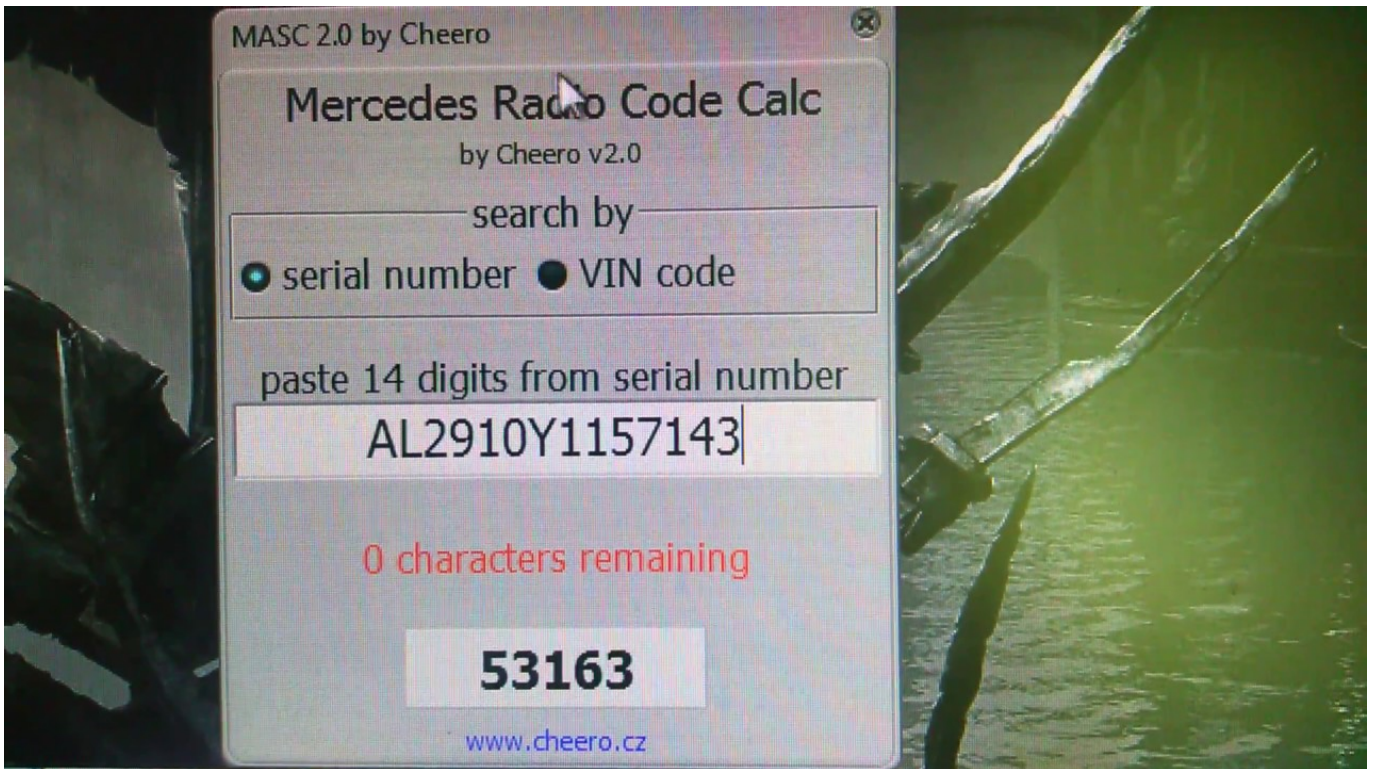 MASC 2.0 by Cheero
Mercedes Radio Code Calc
by Cheero v2.0
search by
serial number VIN code
paste 14 digits from serial number
AL2910Y1157143
0 characters remaining
53163
www.cheero.cz